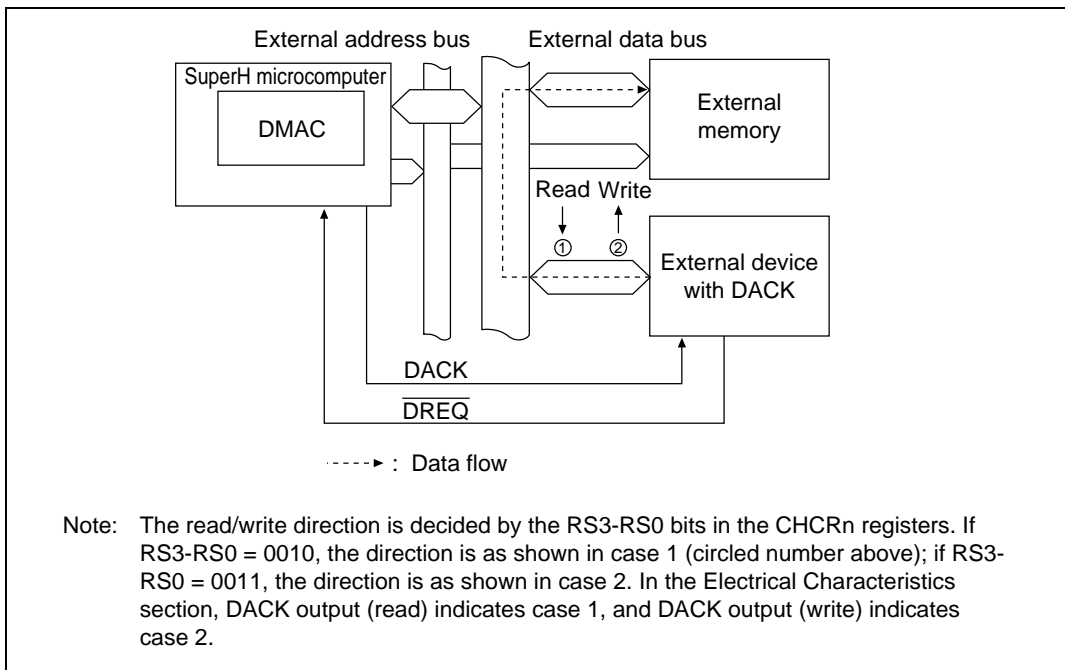 External address bus
External data bus
SuperH microcomputer
DMAC
External
memory
Read Write
① ②
External device
with DACK
DACK
DREQ
: Data flow
Note: The read/write direction is decided by the RS3-RS0 bits in the CHCRn registers. If
RS3-RS0 = 0010, the direction is as shown in case 1 (circled number above); if RS3-
RS0 = 0011, the direction is as shown in case 2. In the Electrical Characteristics
section, DACK output (read) indicates case 1, and DACK output (write) indicates
case 2.